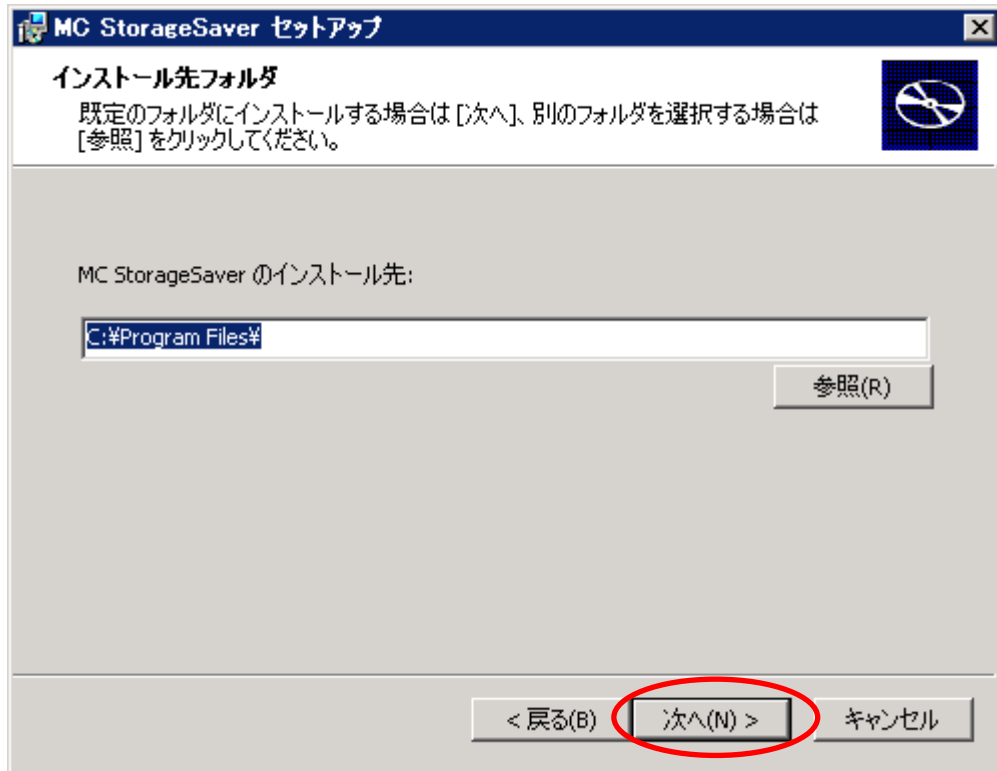 MC StorageSaver セットアップ
インストール先フォルダ
既定のフォルダにインストールする場合は [次へ]、別のフォルダを選択する場合は
[参照] をクリックしてください。
MC StorageSaver のインストール先:
C:¥Program Files¥
参照(R)
< 戻る(B) 次へ(N) > キャンセル